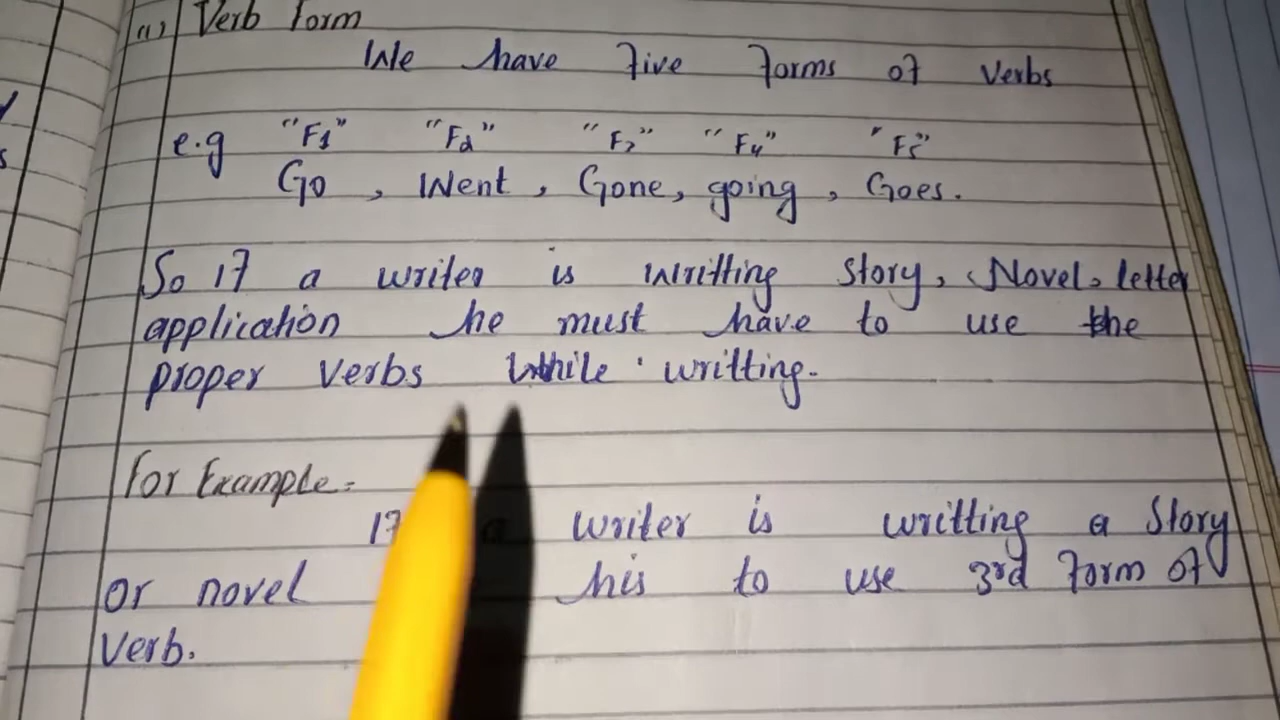 (1) Verb Form
We have Five Forms of Verbs
e.g "F1" "F2" "F3" "F4" "F5"
Go , Went , Gone, going , Goes.
So if a writer is writting Story, Novel, letter
application he must have to use the
proper verbs while writting.
For Example-
If a writer is writting a Story
or novel his to use 3rd Form of
Verb.